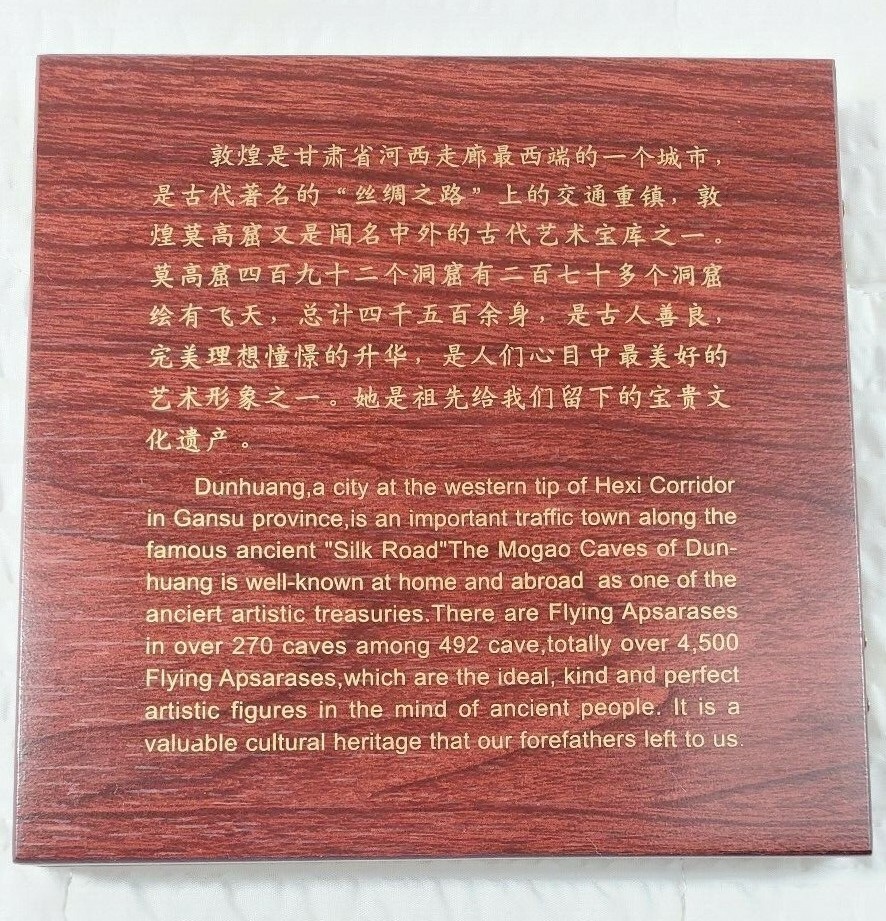 敦煌是甘肃省河西走廊最西端的一个城市，
是古代著名的“丝绸之路”上的交通重镇，敦
煌莫高窟又是闻名中外的古代艺术宝库之一。
莫高窟四百九十二个洞窟有二百七十多个洞窟
绘有飞天，总计四千五百余身，是古人善良，
完美理想憧憬的升华，是人们心目中最美好的
艺术形象之一。她是祖先给我们留下的宝贵文
化遗产。
Dunhuang,a city at the western tip of Hexi Corridor
in Gansu province,is an important traffic town along the
famous ancient "Silk Road"The Mogao Caves of Dun-
huang is well-known at home and abroad as one of the
anciert artistic treasuries.There are Flying Apsarases
in over 270 caves among 492 cave,totally over 4,500
Flying Apsarases,which are the ideal, kind and perfect
artistic figures in the mind of ancient people. It is a
valuable cultural heritage that our forefathers left to us.